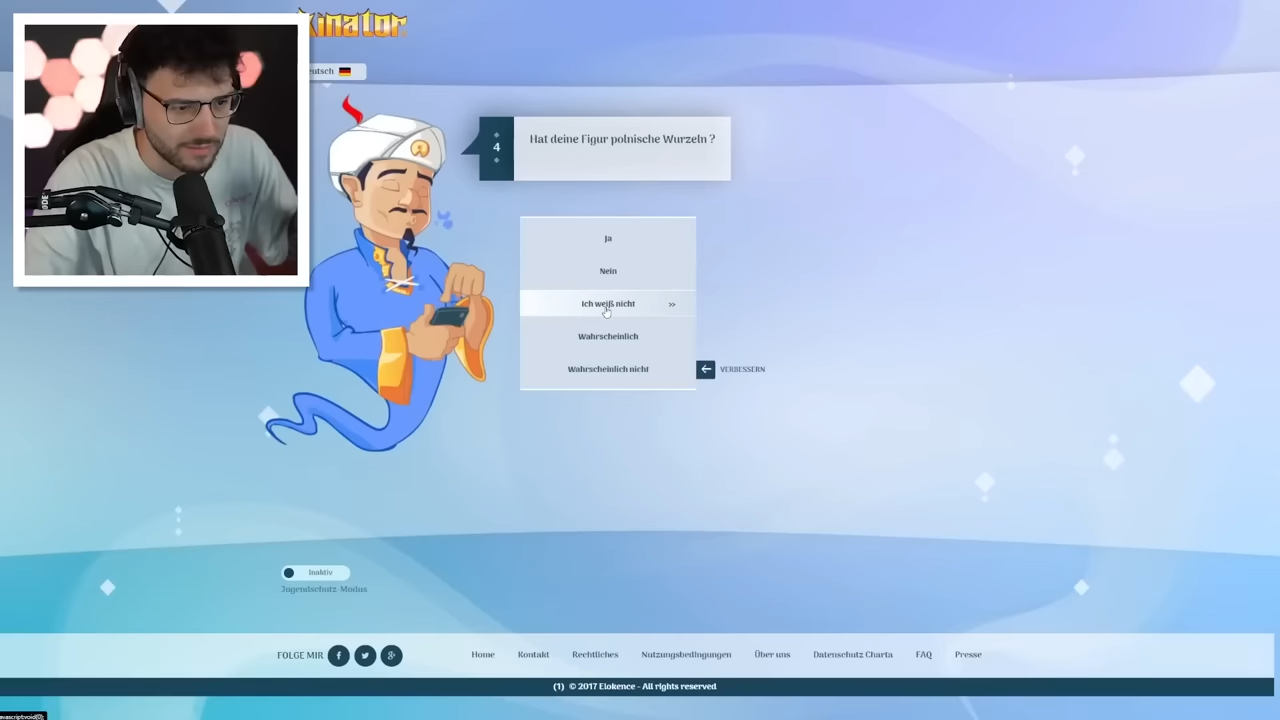 kinator
eutsch
4
Hat deine Figur polnische Wurzeln ?
Ja
Nein
Ich weiß nicht >>
Wahrscheinlich
Wahrscheinlich nicht
VERBESSERN
Inaktiv
Jugendschutz-Modus
FOLGE MIR
Home Kontakt Rechtliches Nutzungsbedingungen Über uns Datenschutz Charta FAQ Presse
(1) © 2017 Elokence - All rights reserved